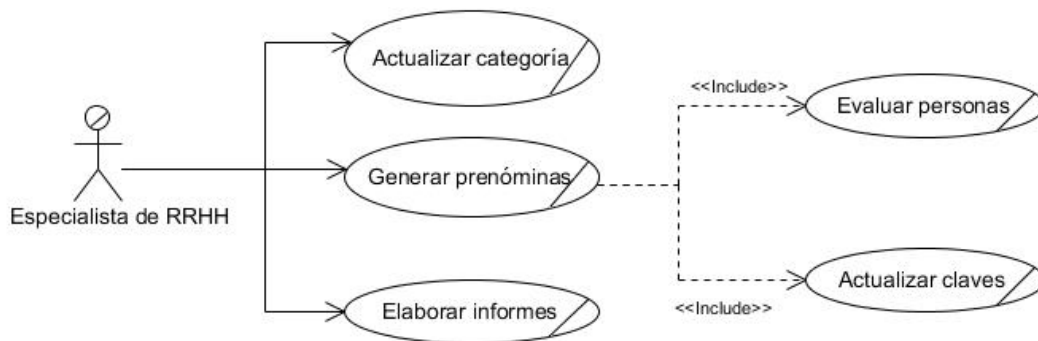 Actualizar categoría
<<Include>>
Evaluar personas
Generar prenóminas
Especialista de RRHH
Actualizar claves
<<Include>>
Elaborar informes